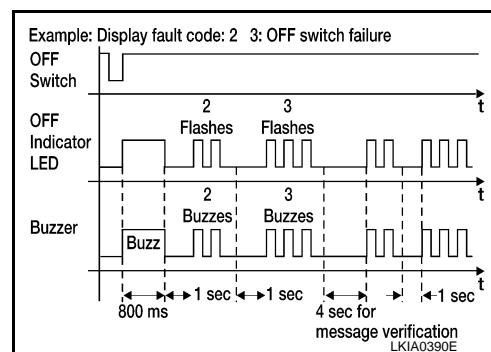 Example: Display fault code: 2 3: OFF switch failure
OFF
Switch
t
OFF
Indicator
LED
2
Flashes
3
Flashes
t
Buzzer
Buzz
2
Buzzes
3
Buzzes
t
800 ms
1 sec
1 sec
4 sec for
message verification
1 sec
LKIA0390E